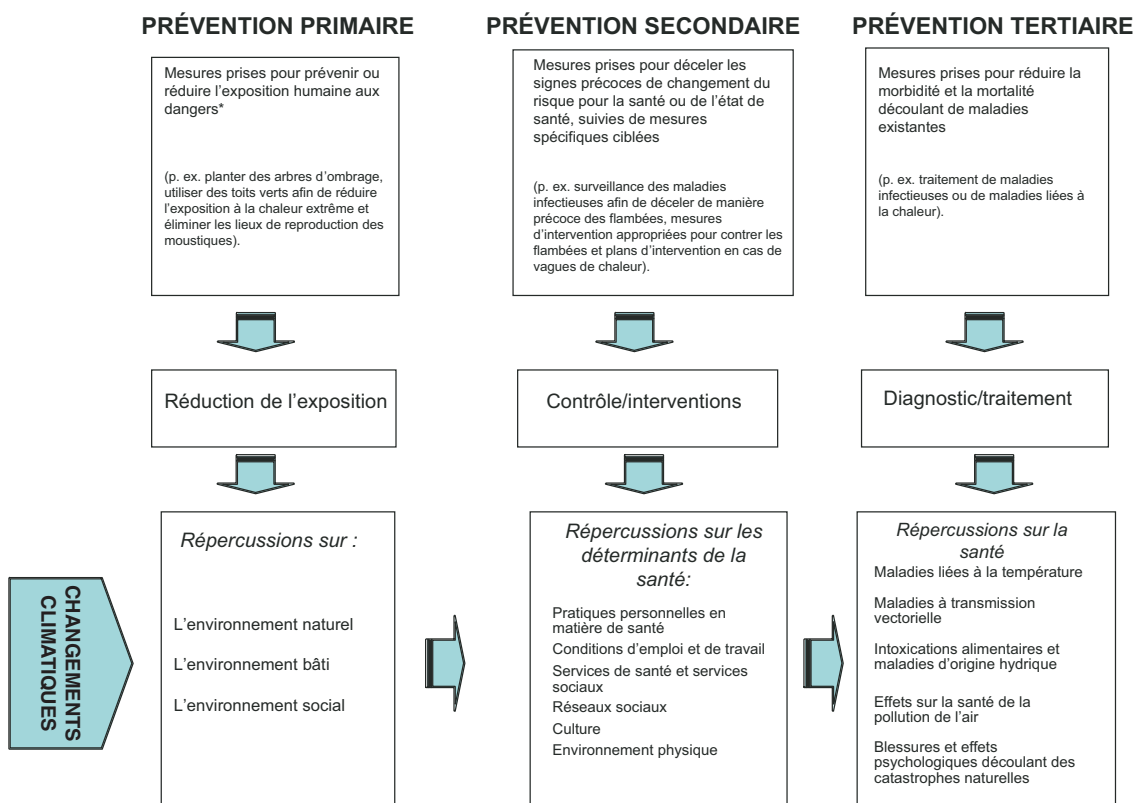 PRÉVENTION PRIMAIRE
Mesures prises pour prévenir ou
réduire l'exposition humaine aux
dangers*
(p. ex. planter des arbres d'ombrage,
utiliser des toits verts afin de réduire
l'exposition à la chaleur extrême et
éliminer les lieux de reproduction des
moustiques).
PRÉVENTION SECONDAIRE
Mesures prises pour déceler les
signes précoces de changement du
risque pour la santé ou de l'état de
santé, suivies de mesures
spécifiques ciblées
(p. ex. surveillance des maladies
infectieuses afin de déceler de manière
précoce des flambées, mesures
d'intervention appropriées pour contrer les
flambées et plans d'intervention en cas de
vagues de chaleur).
PRÉVENTION TERTIAIRE
Mesures prises pour réduire la
morbidité et la mortalité
découlant de maladies
existantes
(p. ex. traitement de maladies
infectieuses ou de maladies liées à
la chaleur).
Réduction de l'exposition
Contrôle/interventions
Diagnostic/traitement
CHANGEMENTS
CLIMATIQUES
Répercussions sur :
L'environnement naturel
L'environnement bâti
L'environnement social
Répercussions sur les
déterminants de la
santé:
Pratiques personnelles en
matière de santé
Conditions d'emploi et de travail
Services de santé et services
sociaux
Réseaux sociaux
Culture
Environnement physique
Répercussions sur la
santé
Maladies liées à la température
Maladies à transmission
vectorielle
Intoxications alimentaires et
maladies d'origine hydrique
Effets sur la santé de la
pollution de l'air
Blessures et effets
psychologiques découlant des
catastrophes naturelles